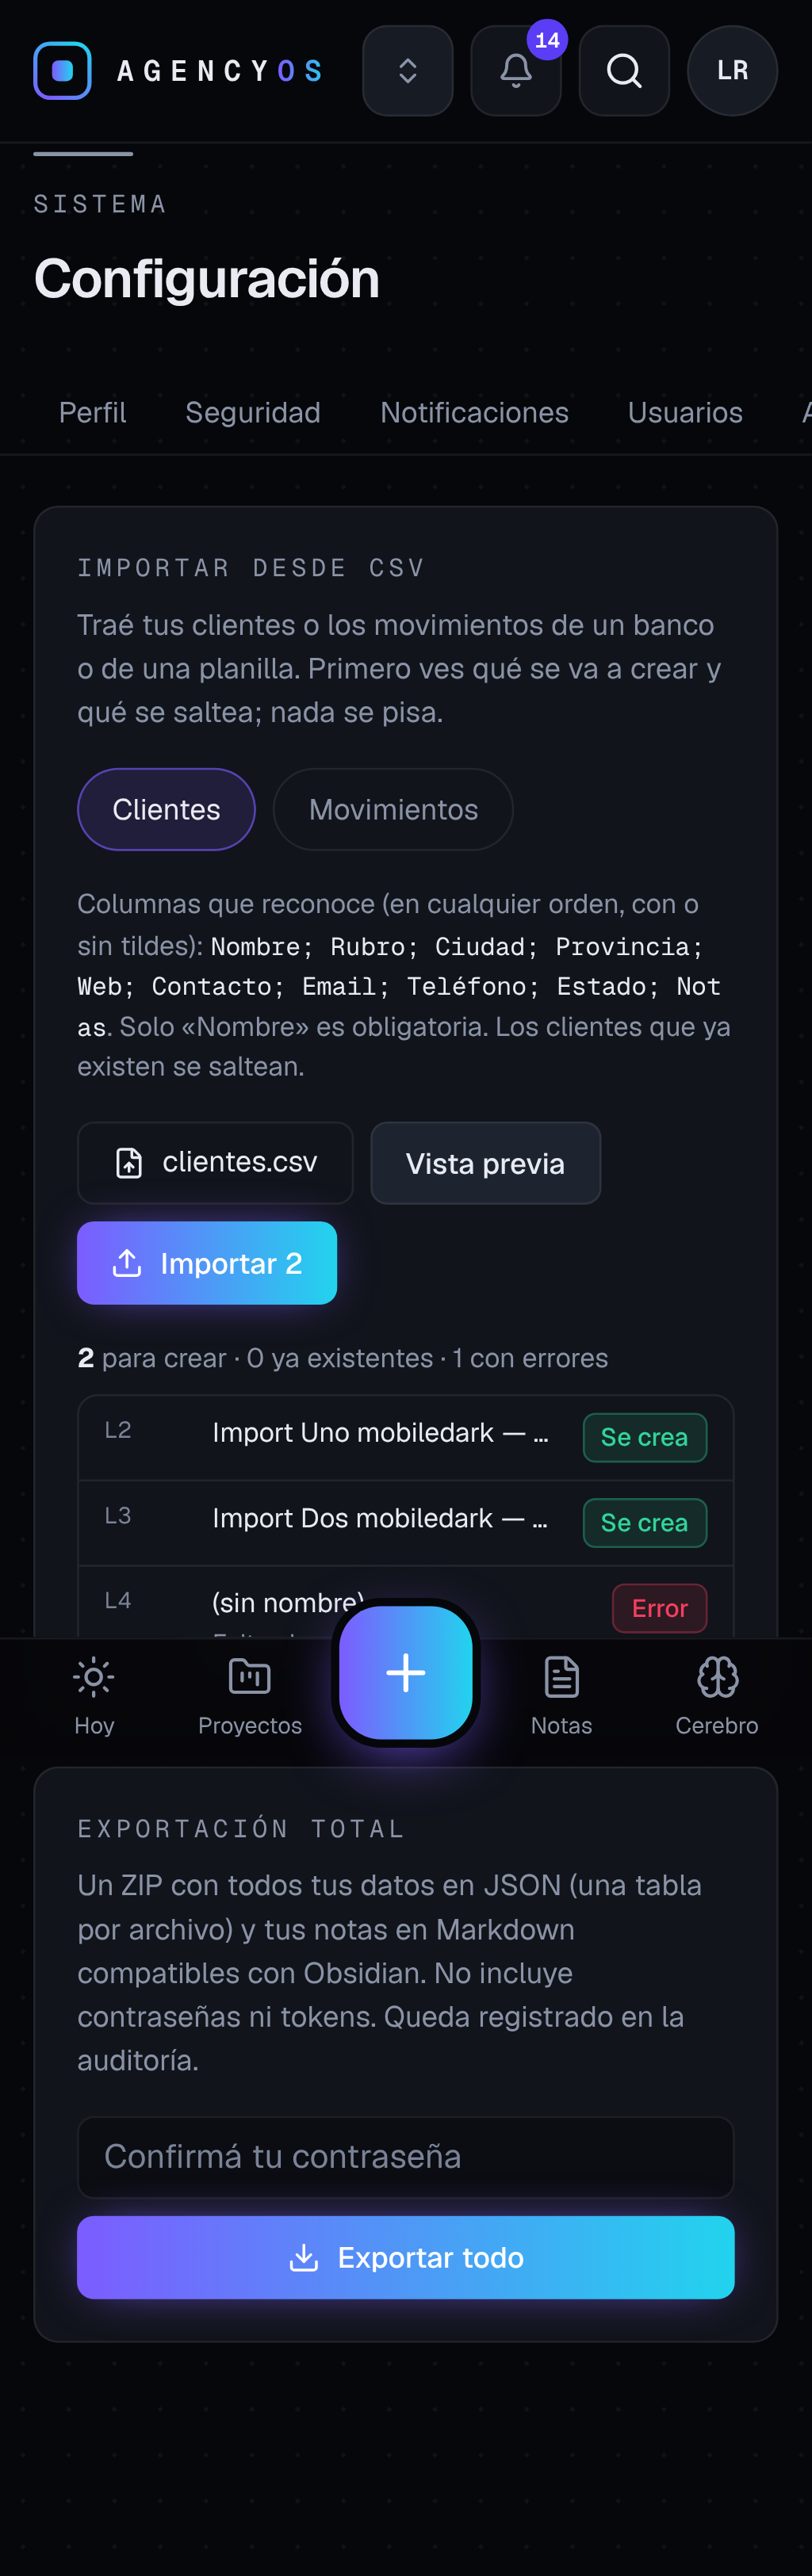 AGENCYOS
14
LR
SISTEMA
Configuración
Perfil Seguridad Notificaciones Usuarios
IMPORTAR DESDE CSV
Traé tus clientes o los movimientos de un banco
o de una planilla. Primero ves qué se va a crear y
qué se saltea; nada se pisa.
Clientes Movimientos
Columnas que reconoce (en cualquier orden, con o
sin tildes): Nombre; Rubro; Ciudad; Provincia;
Web; Contacto; Email; Teléfono; Estado; Not
as. Solo «Nombre» es obligatoria. Los clientes que ya
existen se saltean.
clientes.csv Vista previa
Importar 2
2 para crear · 0 ya existentes · 1 con errores
L2 Import Uno mobiledark — ... Se crea
L3 Import Dos mobiledark — ... Se crea
L4 (sin nombre) Error
Hoy Proyectos Notas Cerebro
EXPORTACIÓN TOTAL
Un ZIP con todos tus datos en JSON (una tabla
por archivo) y tus notas en Markdown
compatibles con Obsidian. No incluye
contraseñas ni tokens. Queda registrado en la
auditoría.
Confirmá tu contraseña
Exportar todo